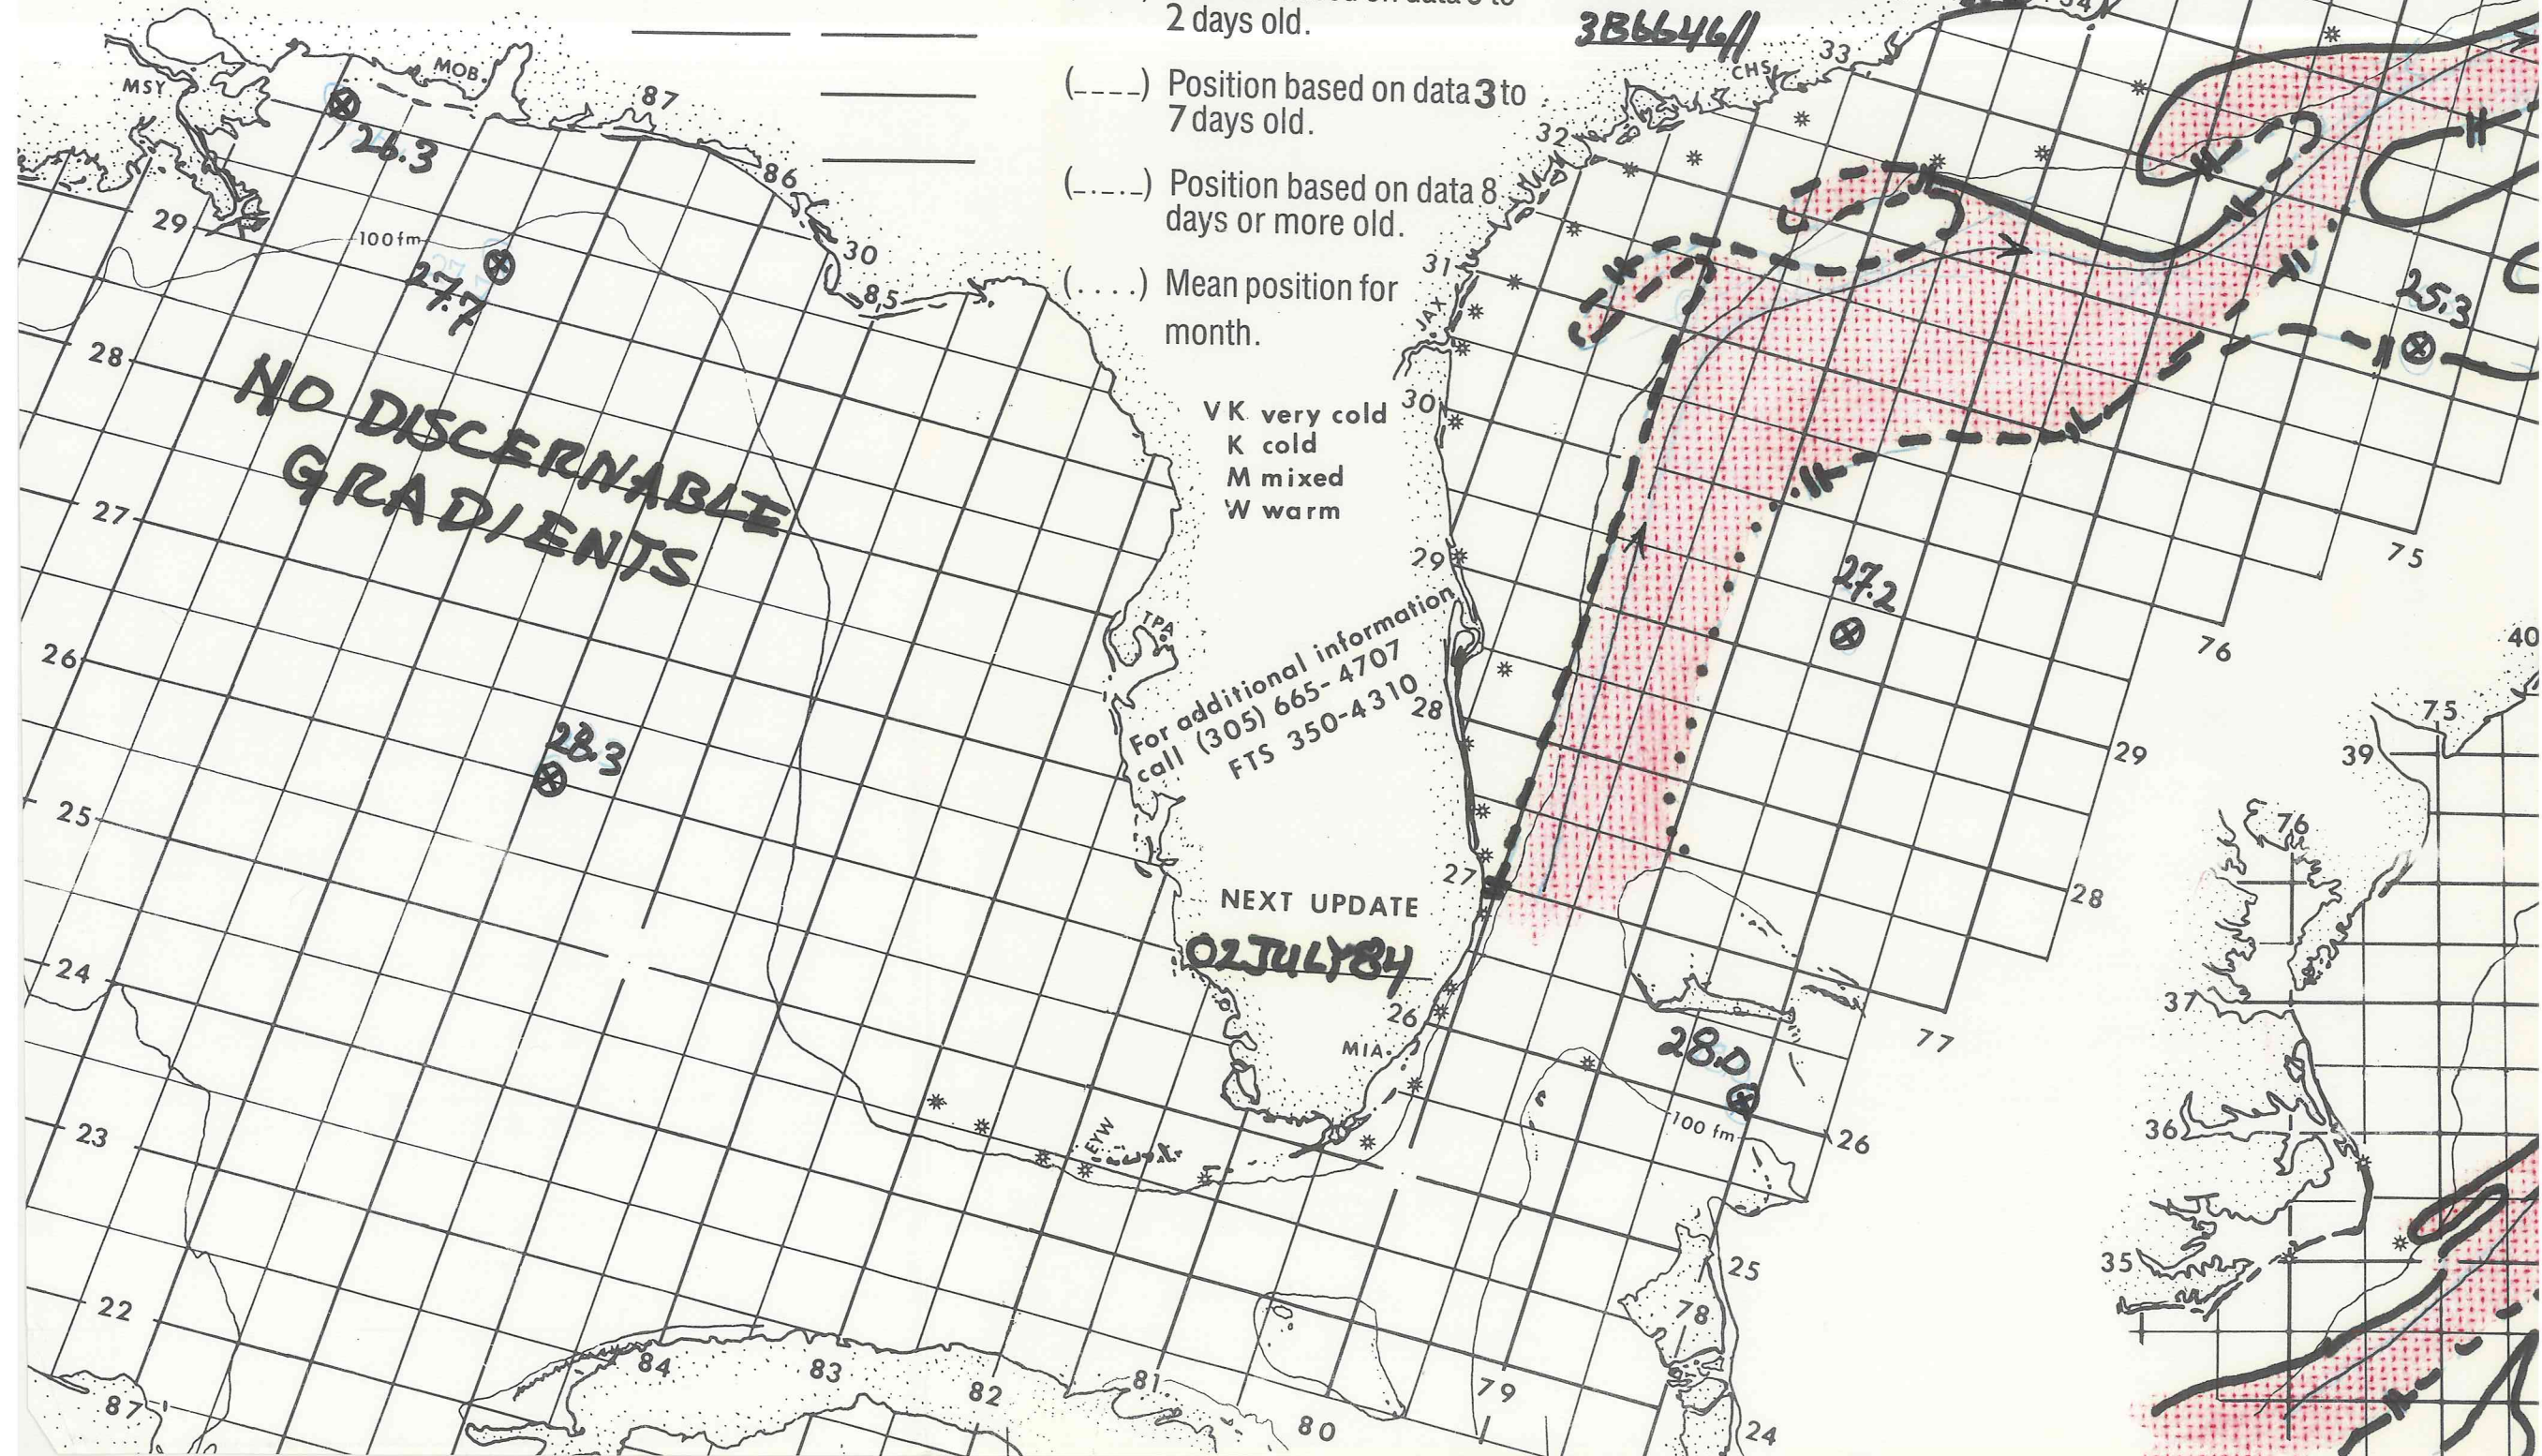 2 days old.
(____) Position based on data 3 to
7 days old.
(_._._) Position based on data 8
days or more old.
(....) Mean position for
month.
3B6646//
VK very cold
K cold
M mixed
W warm
For additional information
call (305) 665-4707
FTS 350-4310
NEXT UPDATE
02JULY84
NO DISCERNABLE
GRADIENTS
MSY
MOB.
26.3
27.7
28.3
100 fm
87
86
30
85
29
28
27
26
25
24
23
22
87
84
83
82
81
80
79
TPA
EYW
MIA.
JAX
CHS
33
32
31
30
29
28
27
26
34
25.3
27.2
28.0
100 fm
75
76
29
28
77
26
25
78
24
40
75
39
76
37
36
35